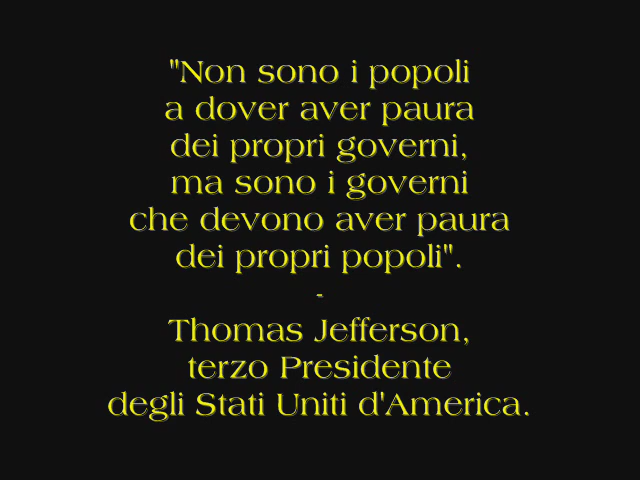 "Non sono i popoli
a dover aver paura
dei propri governi,
ma sono i governi
che devono aver paura
dei propri popoli".
-
Thomas Jefferson,
terzo Presidente
degli Stati Uniti d'America.